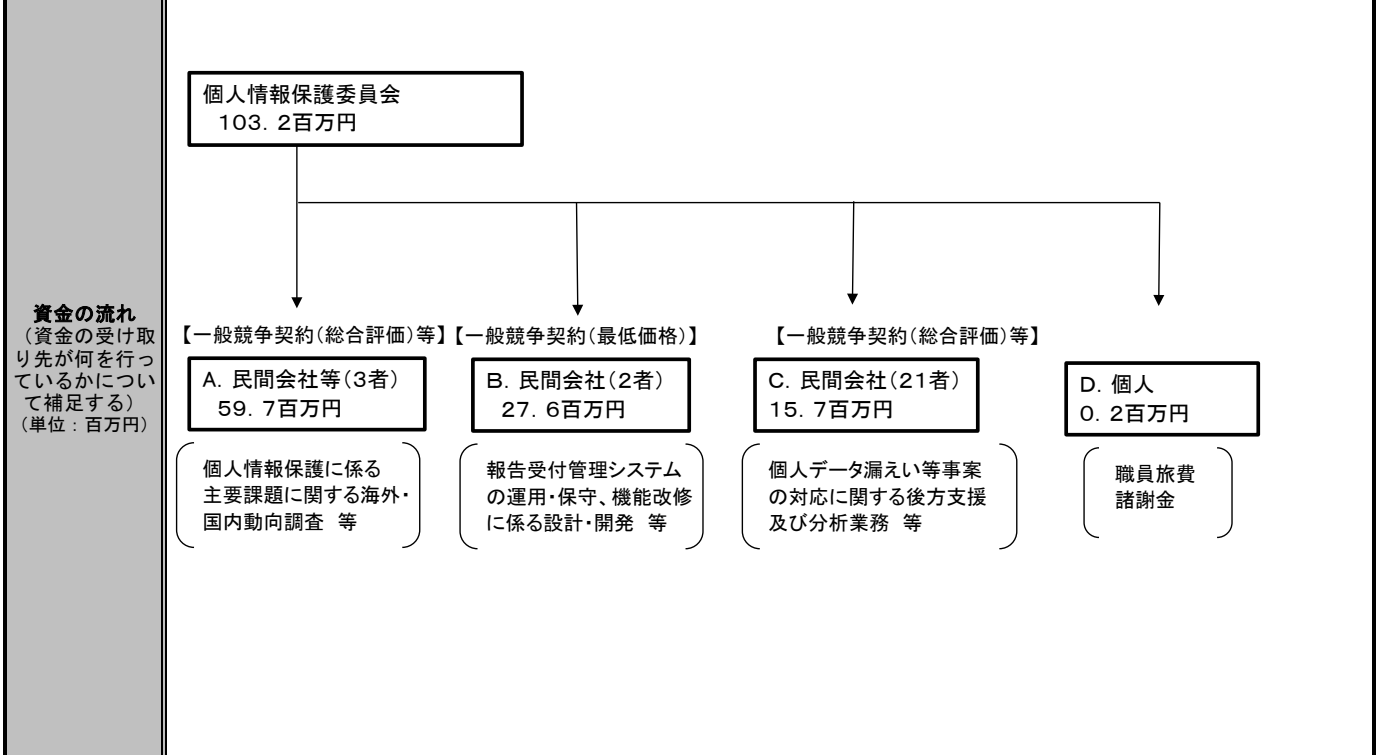 資金の流れ
（資金の受け取
り先が何を行っ
ているかについ
て補足する）
（単位：百万円）
個人情報保護委員会
103．2百万円
【一般競争契約（総合評価）等】
A．民間会社等（3者）
59．7百万円
個人情報保護に係る
主要課題に関する海外・
国内動向調査　等
【一般競争契約（最低価格）】
B．民間会社（2者）
27．6百万円
報告受付管理システム
の運用・保守、機能改修
に係る設計・開発　等
【一般競争契約（総合評価）等】
C．民間会社（21者）
15．7百万円
個人データ漏えい等事案
の対応に関する後方支援
及び分析業務　等
D．個人
0．2百万円
職員旅費
諸謝金